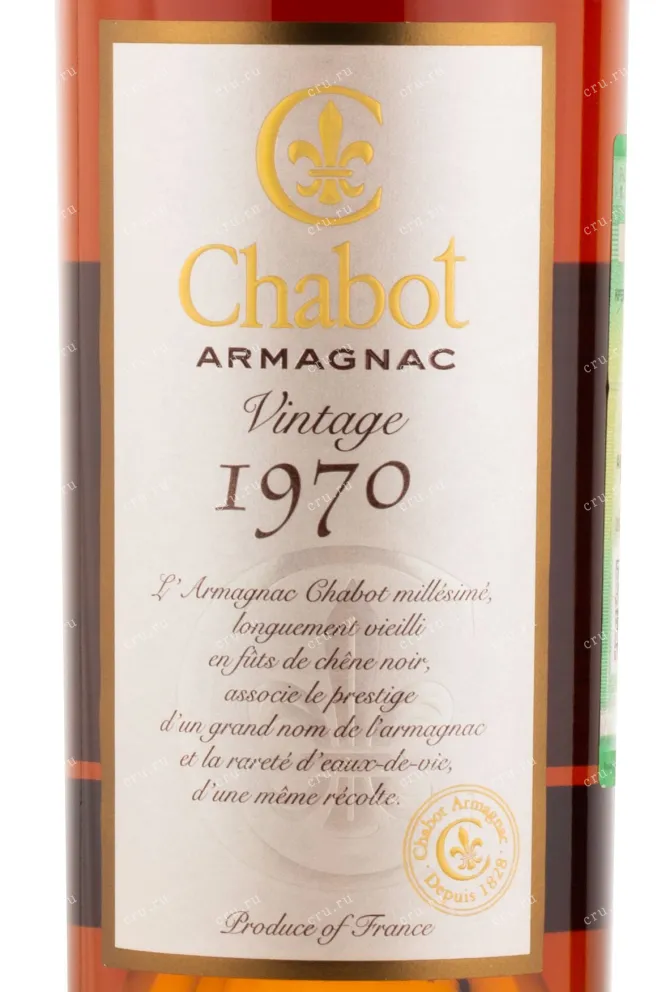 Chabot
ARMAGNAC
Vintage
1970
L'Armagnac Chabot millésimé,
longuement vieilli
en fûts de chêne noir,
associe le prestige
d'un grand nom de l'armagnac
et la rareté d'eaux-de-vie,
d'une même récolte.
Chabot Armagnac
Depuis 1828
Produce of France
cru.ru